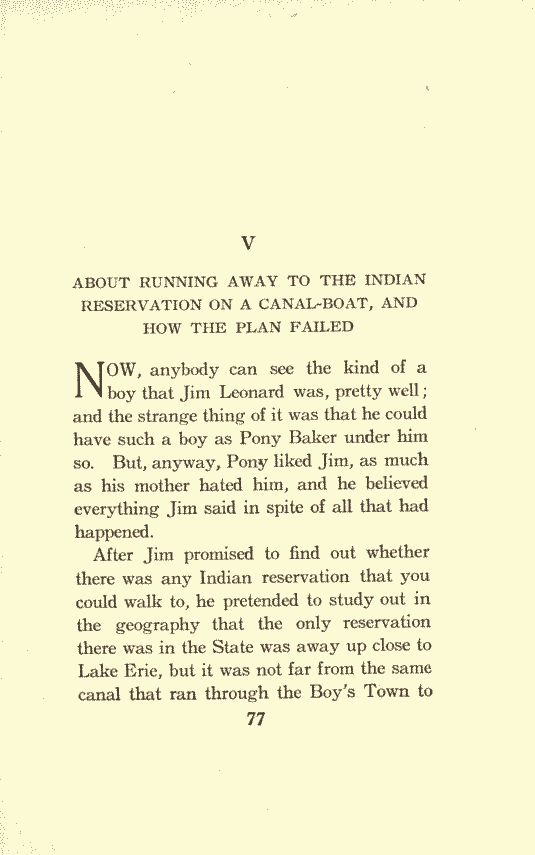 V
ABOUT RUNNING AWAY TO THE INDIAN
RESERVATION ON A CANAL-BOAT, AND
HOW THE PLAN FAILED
NOW, anybody can see the kind of a
boy that Jim Leonard was, pretty well;
and the strange thing of it was that he could
have such a boy as Pony Baker under him
so. But, anyway, Pony liked Jim, as much
as his mother hated him, and he believed
everything Jim said in spite of all that had
happened.
After Jim promised to find out whether
there was any Indian reservation that you
could walk to, he pretended to study out in
the geography that the only reservation
there was in the State was away up close to
Lake Erie, but it was not far from the same
canal that ran through the Boy's Town to
77